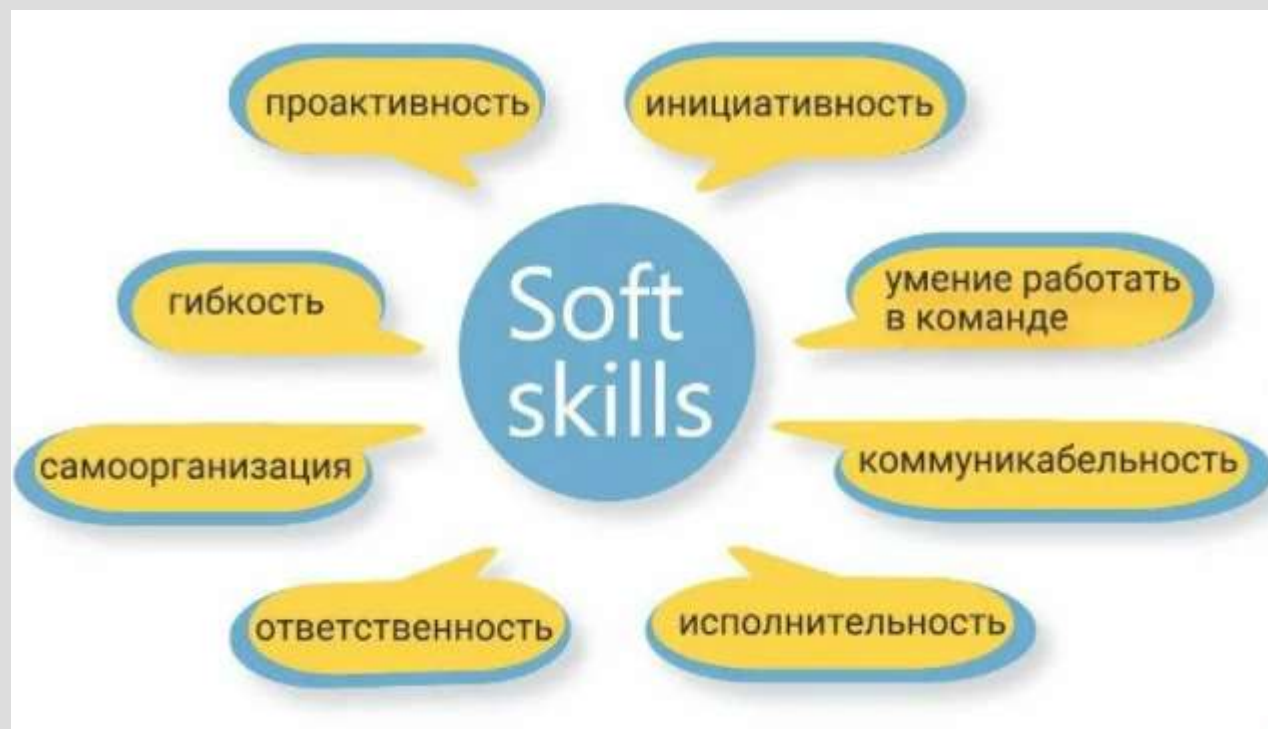 проактивность
инициативность
Soft
skills
гибкость
умение работать
в команде
самоорганизация
коммуникабельность
ответственность
исполнительность